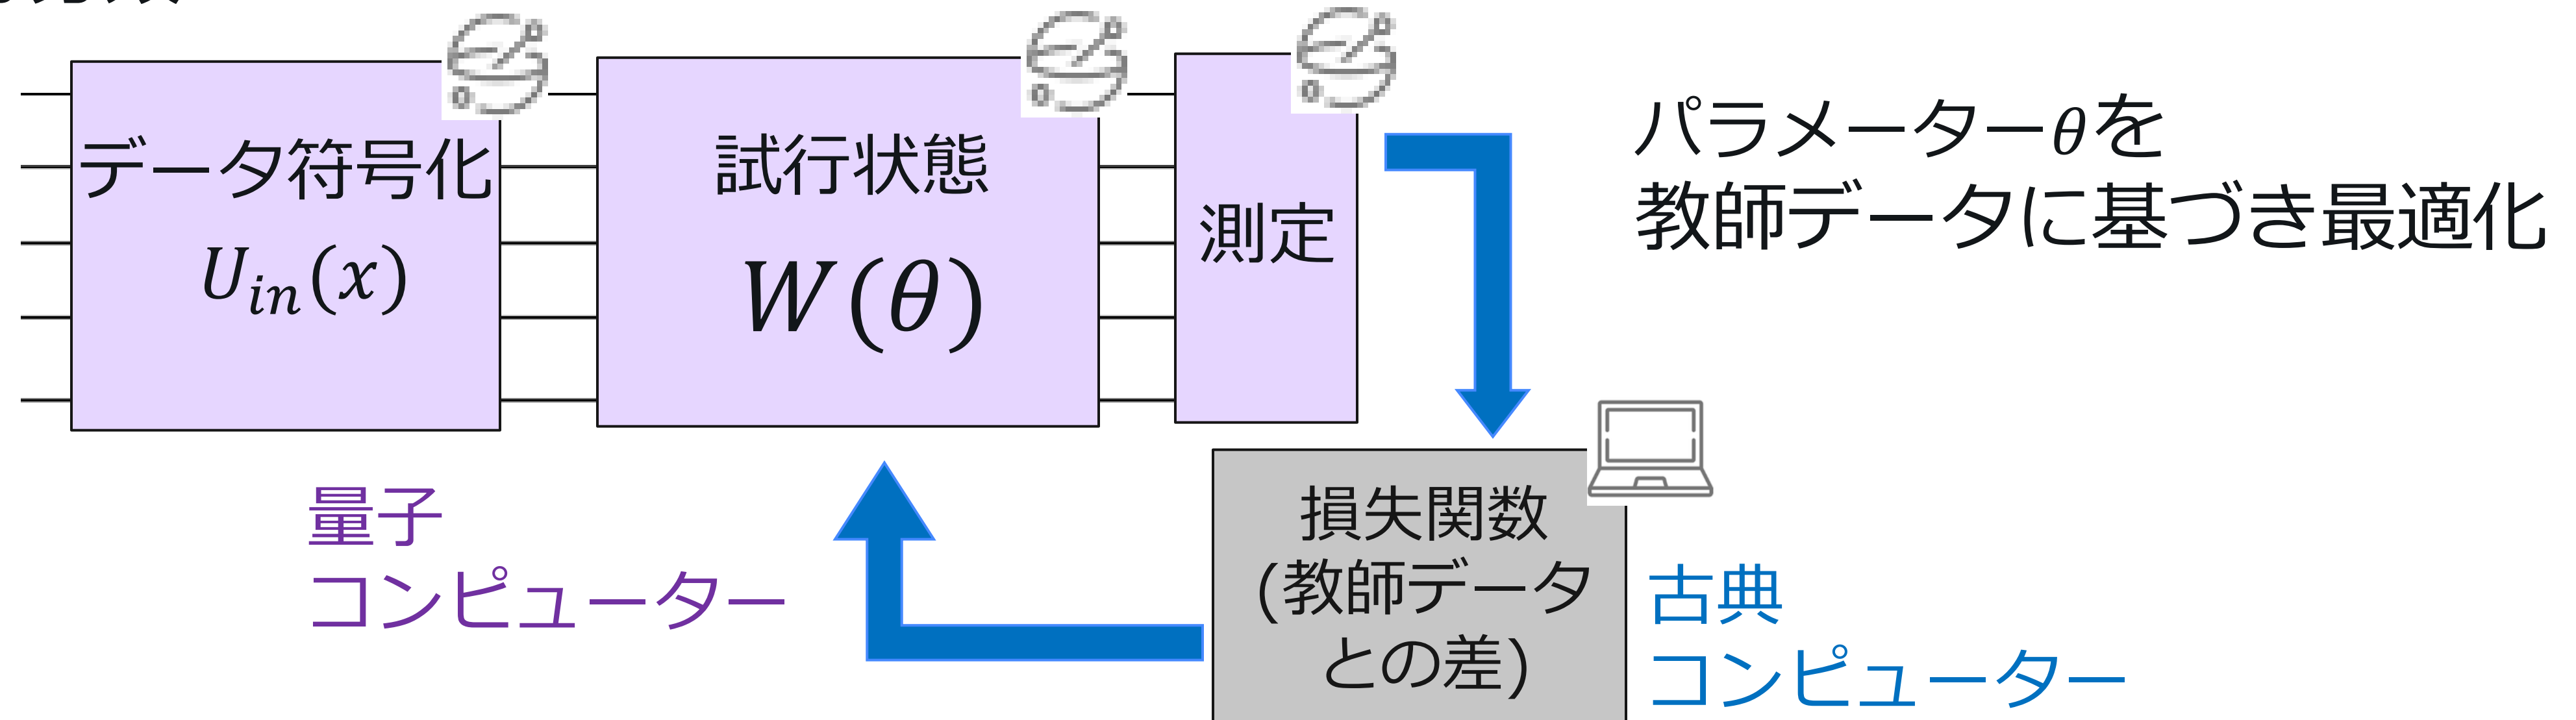 データ符号化
U_{in}(x)
試行状態
W(θ)
測定
パラメーターθを
教師データに基づき最適化
量子
コンピューター
損失関数
(教師データ
との差)
古典
コンピューター